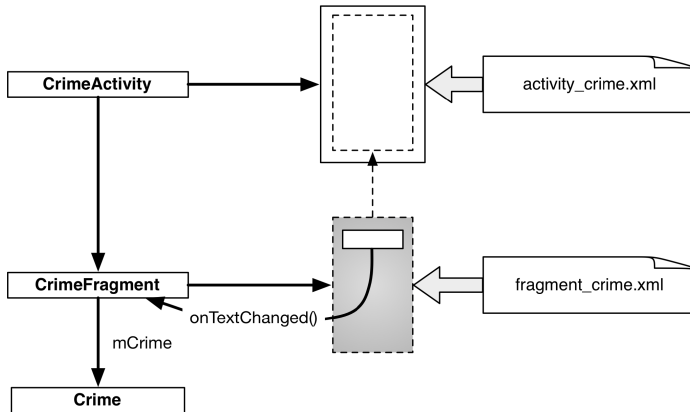 CrimeActivity
activity_crime.xml
CrimeFragment
fragment_crime.xml
onTextChanged()
mCrime
Crime